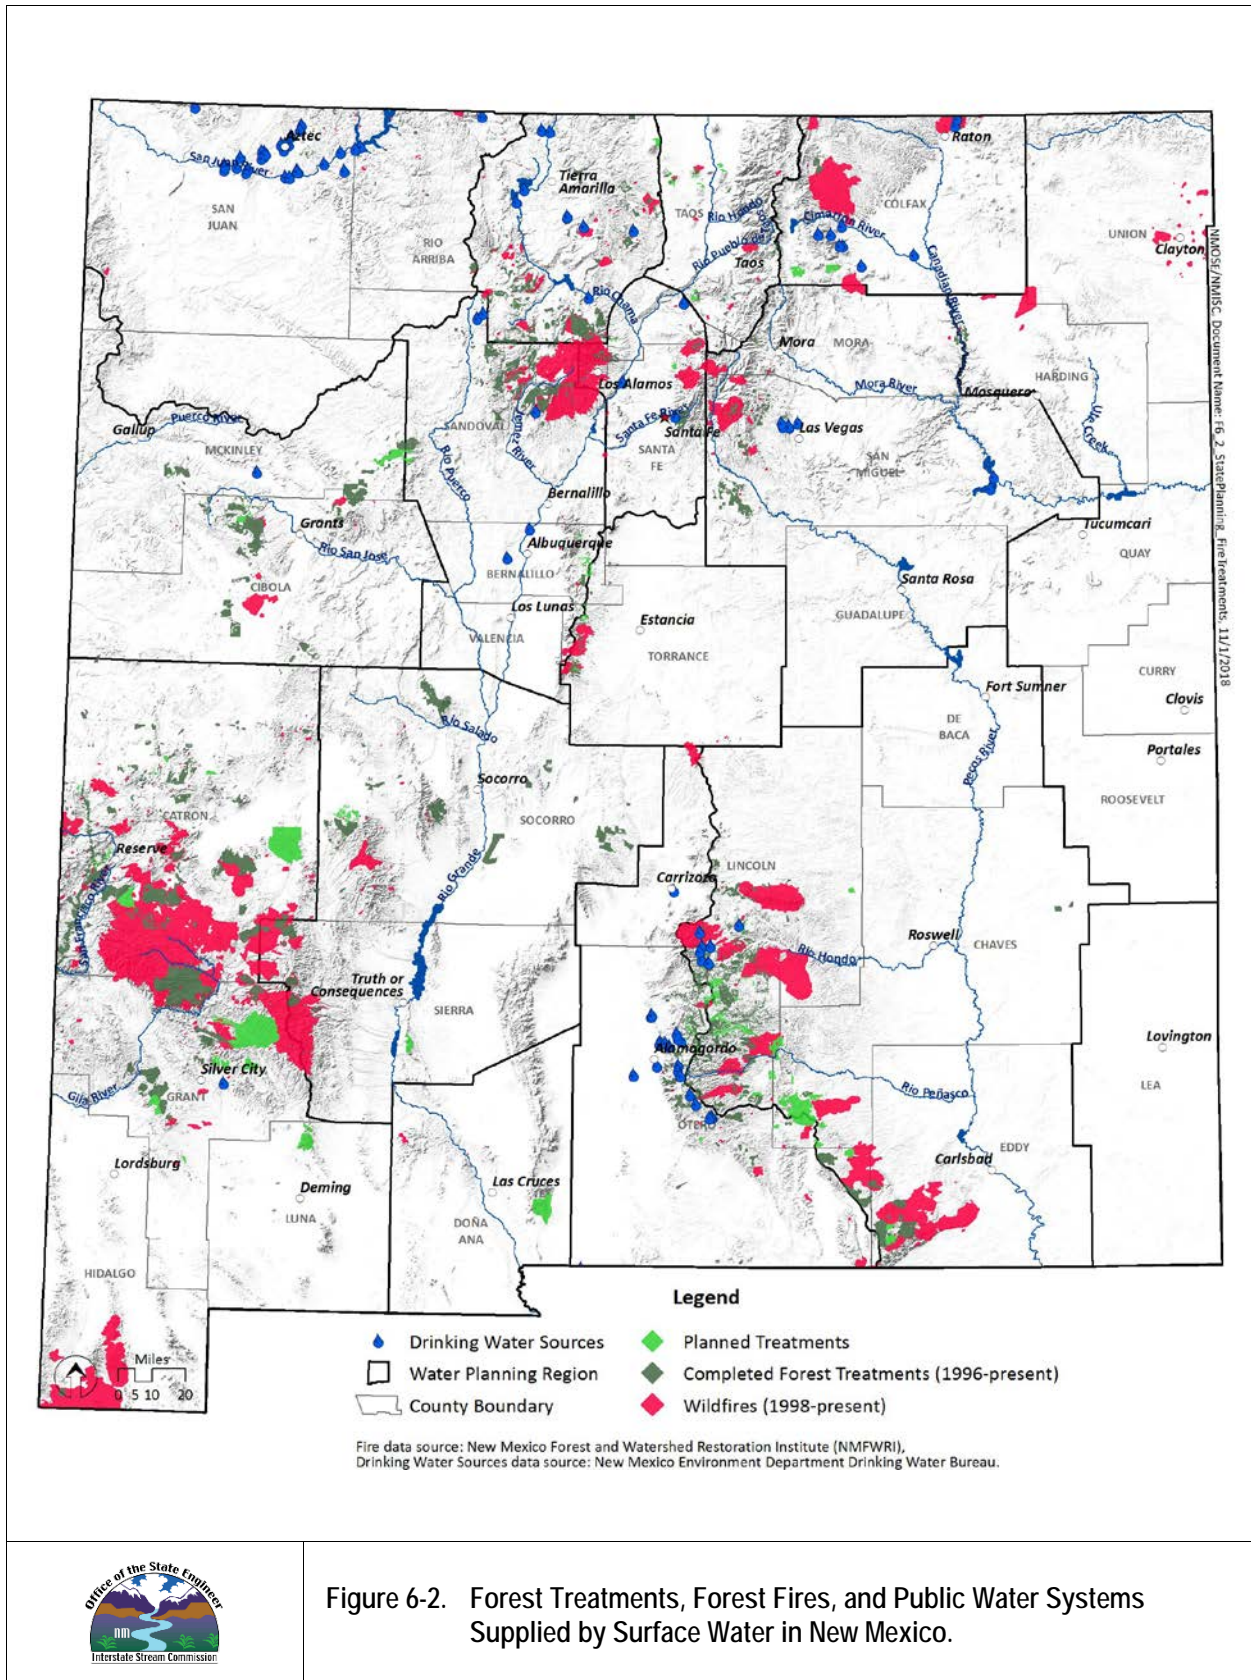 Aztec
San Juan River
SAN
JUAN
RIO
ARRIBA
Tierra
Amarilla
TAOS
Rio Hondo
Rio Pueblo de Taos
Taos
Cimarron River
COLFAX
Raton
Canadian River
UNION
Clayton
Rio Chama
Los Alamos
Mora
MORA
Mora River
HARDING
Mosquero
Ute Creek
Puerco River
Gallup
MCKINLEY
SANDOVAL
Jemez River
Rio Puerco
Santa Fe River
Santa Fe
SANTA
FE
Las Vegas
SAN
MIGUEL
Bernalillo
Grants
Rio San Jose
Albuquerque
BERNALILLO
Tucumcari
QUAY
CIBOLA
Los Lunas
VALENCIA
Estancia
TORRANCE
Santa Rosa
GUADALUPE
CURRY
Clovis
Fort Sumner
DE
BACA
Pecos River
Portales
ROOSEVELT
Rio Salado
Socorro
SOCORRO
CATRON
Reserve
San Francisco River
Rio Grande
Carrizozo
LINCOLN
Rio Hondo
Roswell
CHAVES
Truth or
Consequences
SIERRA
Alamogordo
Lovington
LEA
Silver City
Gila River
GRANT
Rio Peñasco
OTERO
EDDY
Carlsbad
Lordsburg
Deming
LUNA
Las Cruces
DOÑA
ANA
HIDALGO
NMOSE/NMISC. Document Name: F6_2_StatePlanning_FireTreatments, 11/1/2018
Miles
0 5 10 20
Legend
Drinking Water Sources
Water Planning Region
County Boundary
Planned Treatments
Completed Forest Treatments (1996-present)
Wildfires (1998-present)
Fire data source: New Mexico Forest and Watershed Restoration Institute (NMFWRI),
Drinking Water Sources data source: New Mexico Environment Department Drinking Water Bureau.
Office of the State Engineer
nm
Interstate Stream Commission
Figure 6-2. Forest Treatments, Forest Fires, and Public Water Systems
Supplied by Surface Water in New Mexico.